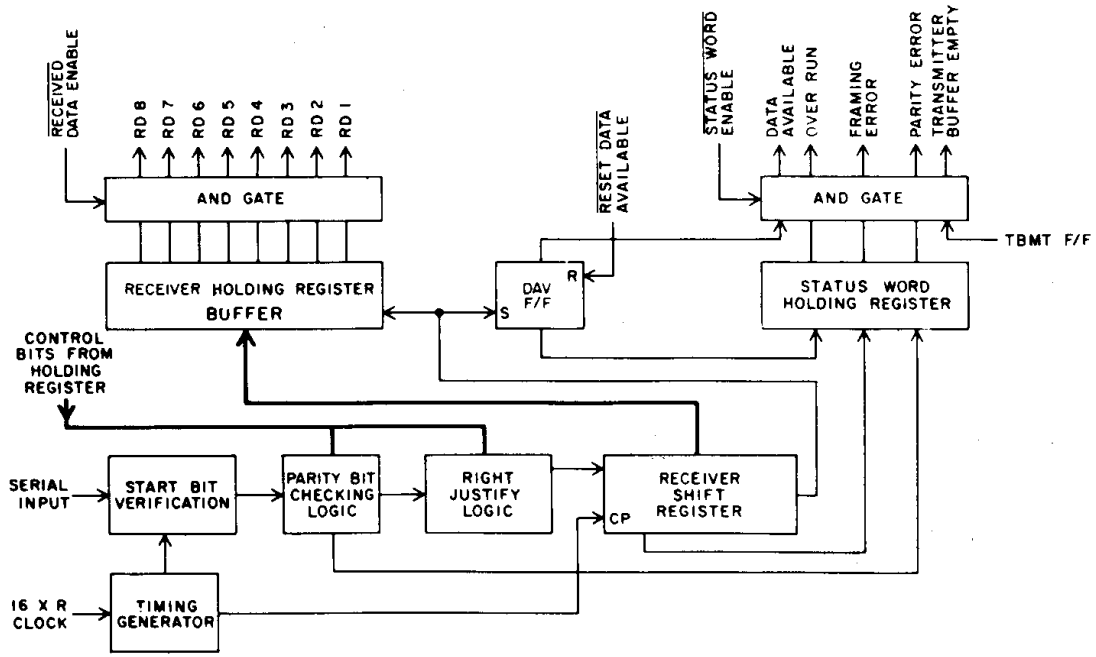 RECEIVED
DATA ENABLE
RD 8
RD 7
RD 6
RD 5
RD 4
RD 3
RD 2
RD 1
STATUS WORD
ENABLE
DATA
AVAILABLE
OVER RUN
FRAMING
ERROR
PARITY ERROR
TRANSMITTER
BUFFER EMPTY
AND GATE
RESET DATA
AVAILABLE
AND GATE
TBMT F/F
RECEIVER HOLDING REGISTER
BUFFER
R
DAV
F/F
S
STATUS WORD
HOLDING REGISTER
CONTROL
BITS FROM
HOLDING
REGISTER
SERIAL
INPUT
START BIT
VERIFICATION
PARITY BIT
CHECKING
LOGIC
RIGHT
JUSTIFY
LOGIC
RECEIVER
SHIFT
REGISTER
CP
16 X R
CLOCK
TIMING
GENERATOR